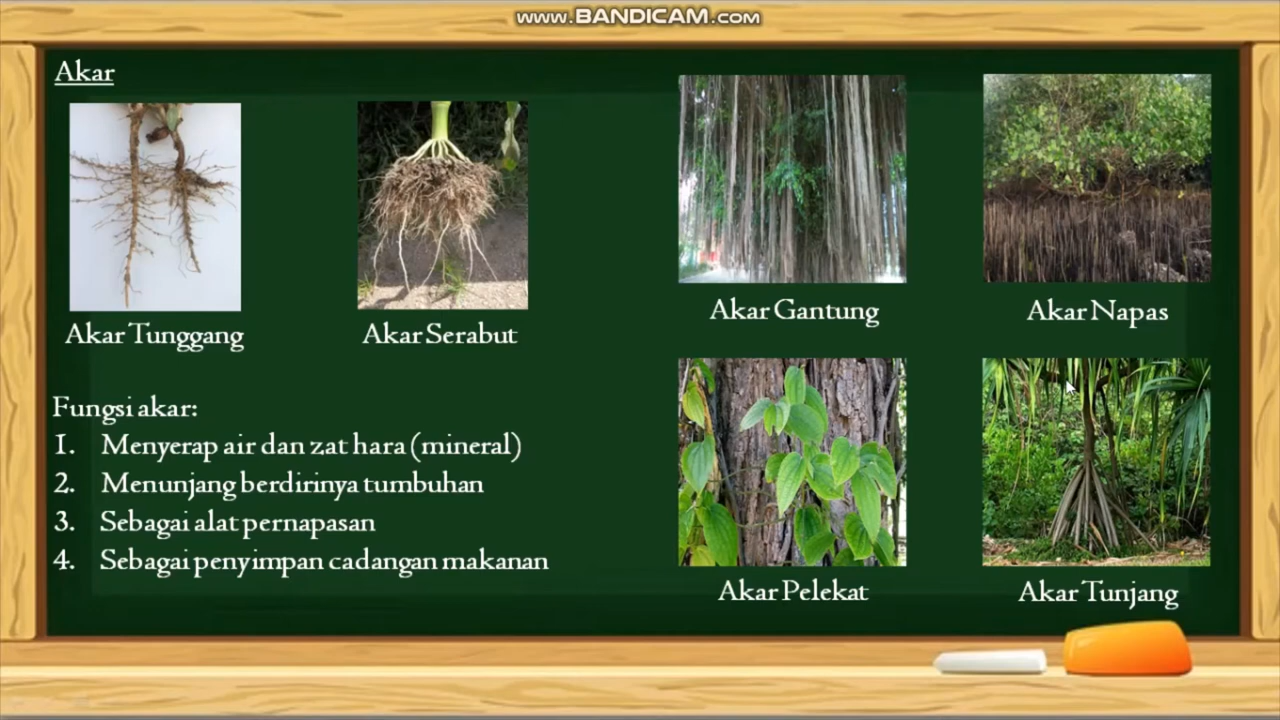 www.BANDICAM.com
Akar
Akar Tunggang
Akar Serabut
Akar Gantung
Akar Napas
Fungsi akar:
1. Menyerap air dan zat hara (mineral)
2. Menunjang berdirinya tumbuhan
3. Sebagai alat pernapasan
4. Sebagai penyimpan cadangan makanan
Akar Pelekat
Akar Tunjang